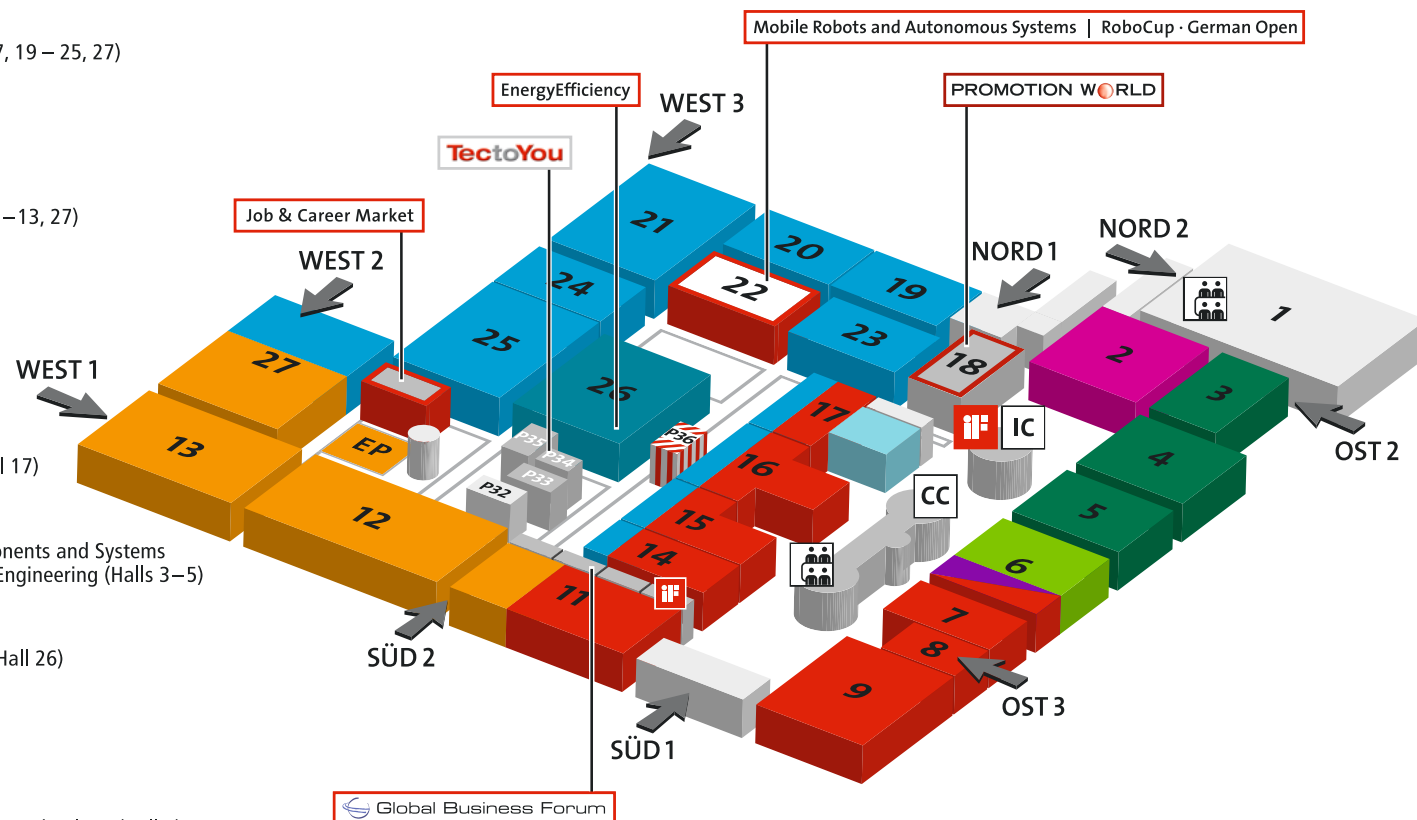 Mobile Robots and Autonomous Systems | RoboCup · German Open
7, 19 – 25, 27)
EnergyEfficiency
PROMOTION WORLD
WEST 3
TectoYou
–13, 27)
Job & Career Market
21
20
NORD 1
NORD 2
WEST 2
24
22
19
1
25
23
18
2
27
WEST 1
26
17
3
13
EP
P35
P34
P36
iF
IC
OST 2
l 17)
P33
P32
16
4
CC
12
15
5
onents and Systems
Engineering (Halls 3–5)
14
6
11
iF
7
SÜD 2
8
Hall 26)
9
OST 3
SÜD 1
Global Business Forum